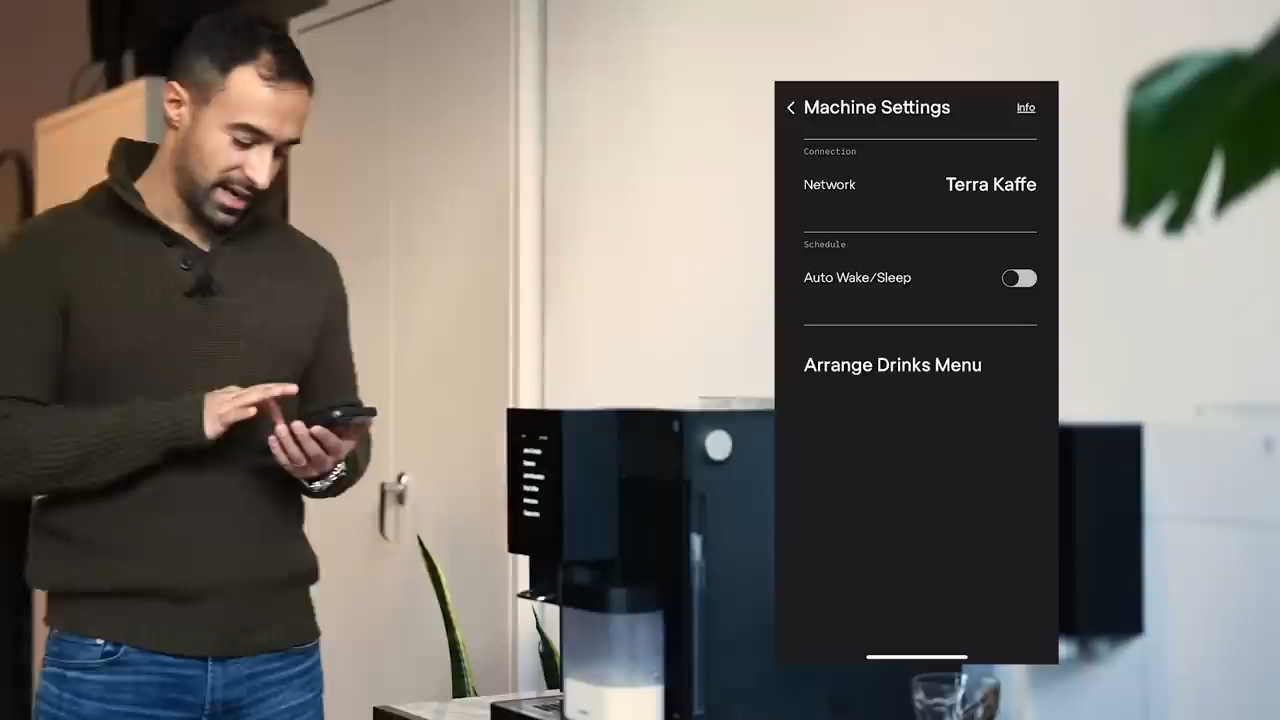 Machine Settings
Info
Connection
Network
Terra Kaffe
Schedule
Auto Wake/Sleep
Arrange Drinks Menu